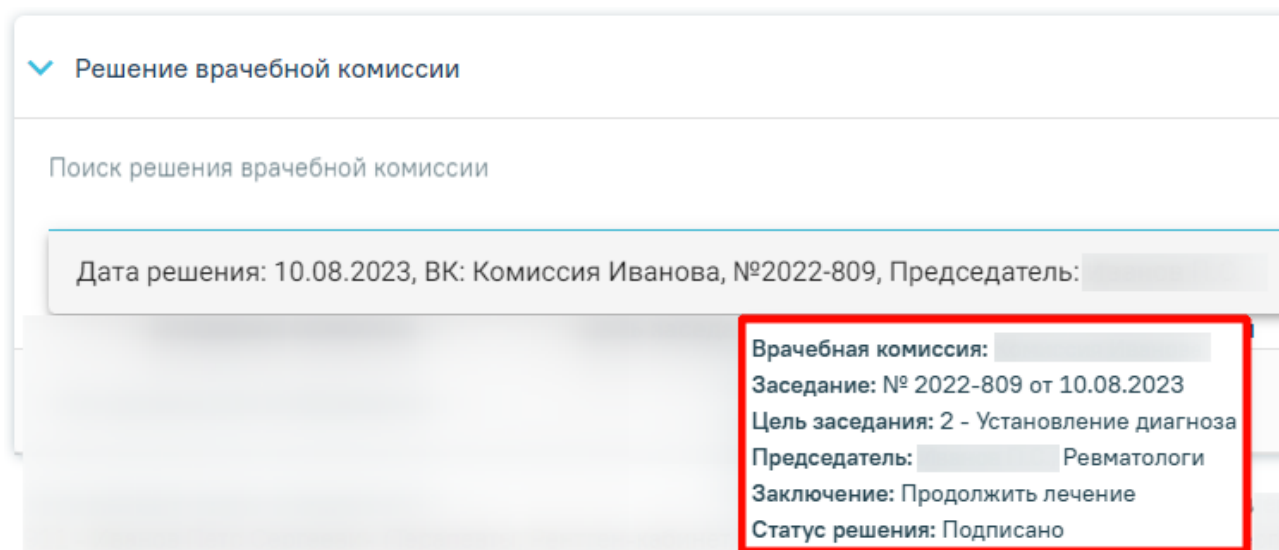 Решение врачебной комиссии
Поиск решения врачебной комиссии
Дата решения: 10.08.2023, ВК: Комиссия Иванова, №2022-809, Председатель:
Врачебная комиссия:
Заседание: № 2022-809 от 10.08.2023
Цель заседания: 2 - Установление диагноза
Председатель: Ревматологи
Заключение: Продолжить лечение
Статус решения: Подписано